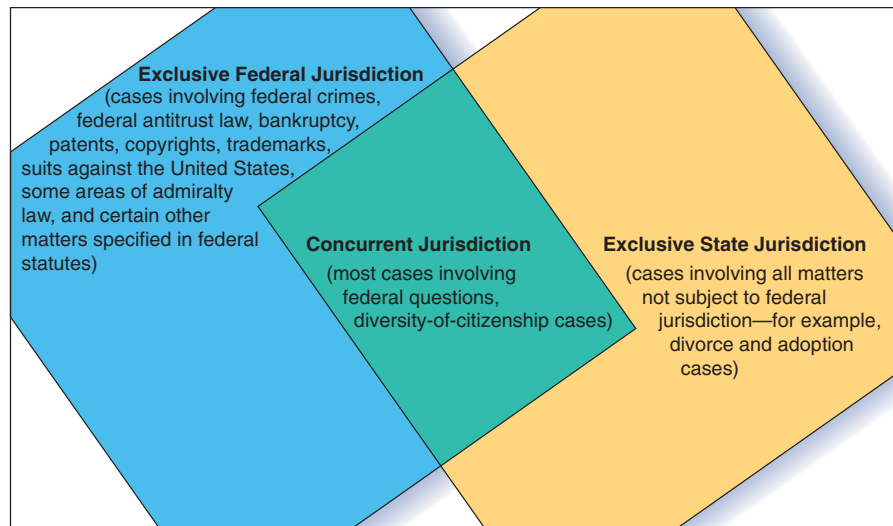 Exclusive Federal Jurisdiction
(cases involving federal crimes,
federal antitrust law, bankruptcy,
patents, copyrights, trademarks,
suits against the United States,
some areas of admiralty
law, and certain other
matters specified in federal
statutes)
Concurrent Jurisdiction
(most cases involving
federal questions,
diversity-of-citizenship cases)
Exclusive State Jurisdiction
(cases involving all matters
not subject to federal
jurisdiction—for example,
divorce and adoption
cases)